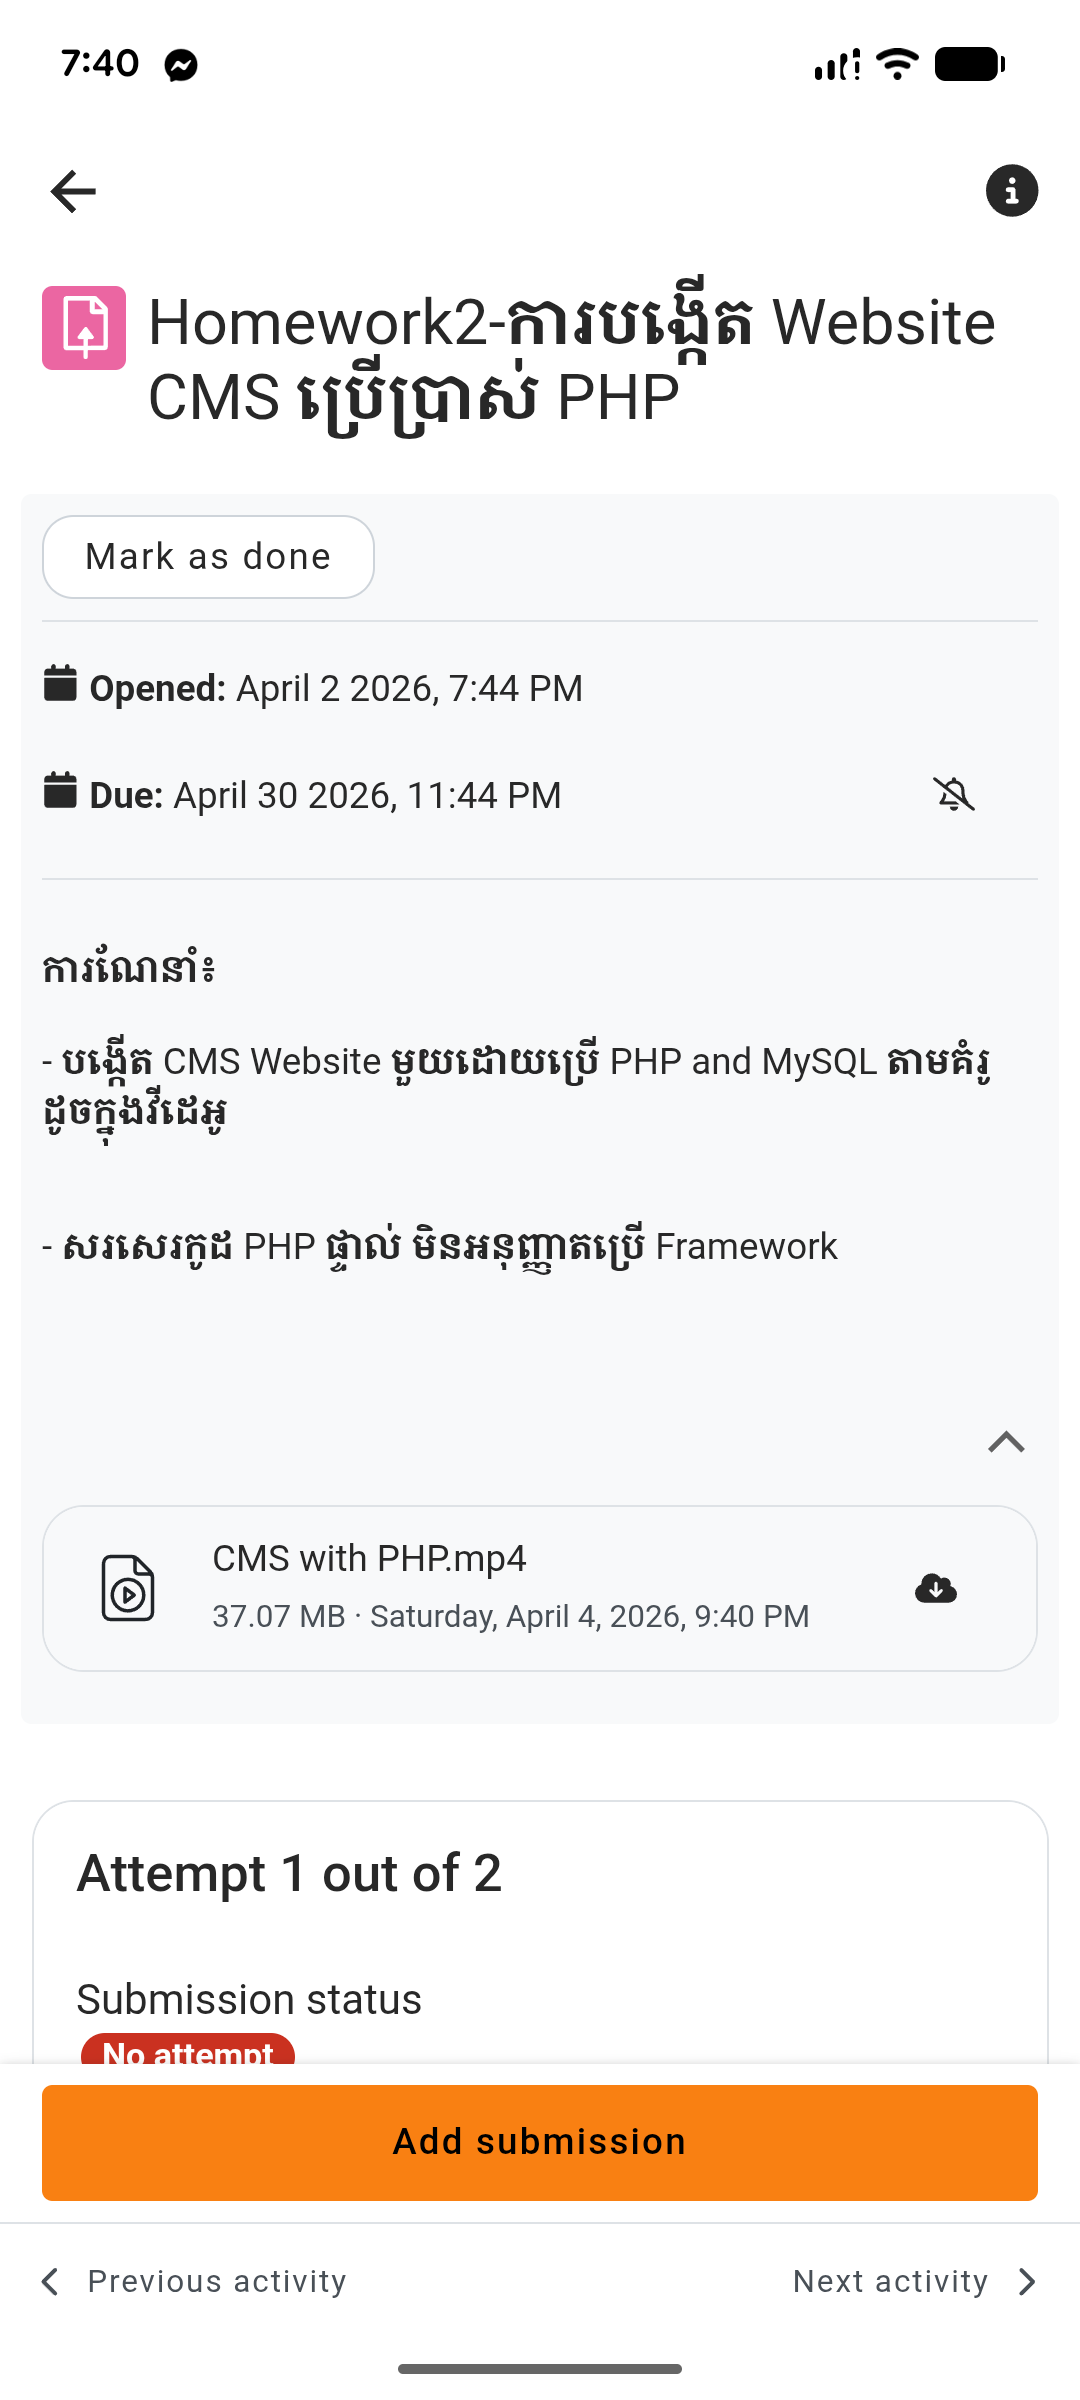 7:40
Homework2-ការបង្កើត Website
CMS ប្រើប្រាស់ PHP
Mark as done
Opened: April 2 2026, 7:44 PM
Due: April 30 2026, 11:44 PM
ការណែនាំ៖
- បង្កើត CMS Website មួយដោយប្រើ PHP and MySQL តាមគំរូ
ដូចក្នុងវីដេអូ
- សរសេរកូដ PHP ផ្ទាល់ មិនអនុញ្ញាតប្រើ Framework
CMS with PHP.mp4
37.07 MB · Saturday, April 4, 2026, 9:40 PM
Attempt 1 out of 2
Submission status
No attempt
Add submission
Previous activity
Next activity